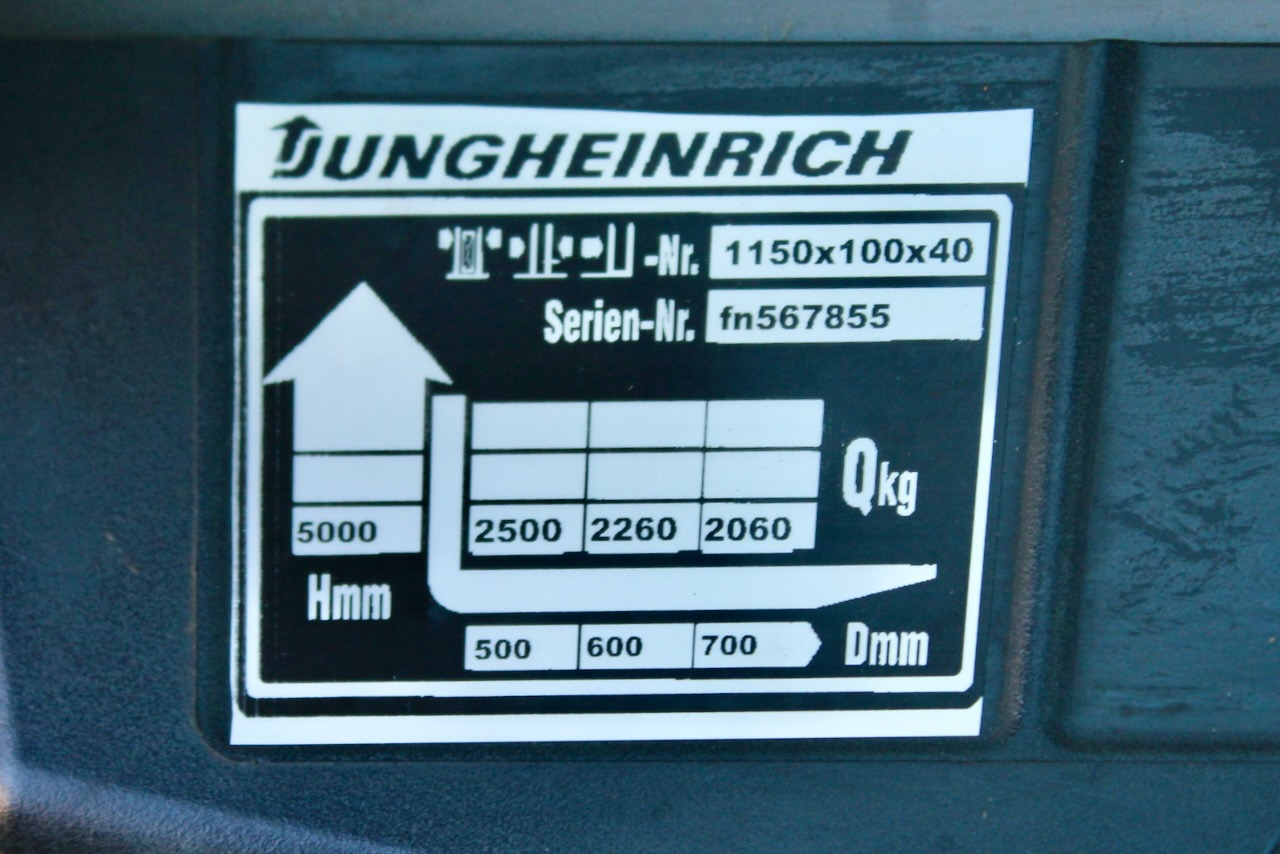 JUNGHEINRICH
-Nr. 1150x100x40
Serien-Nr. fn567855
Qkg
5000 2500 2260 2060
Hmm
500 600 700 Dmm